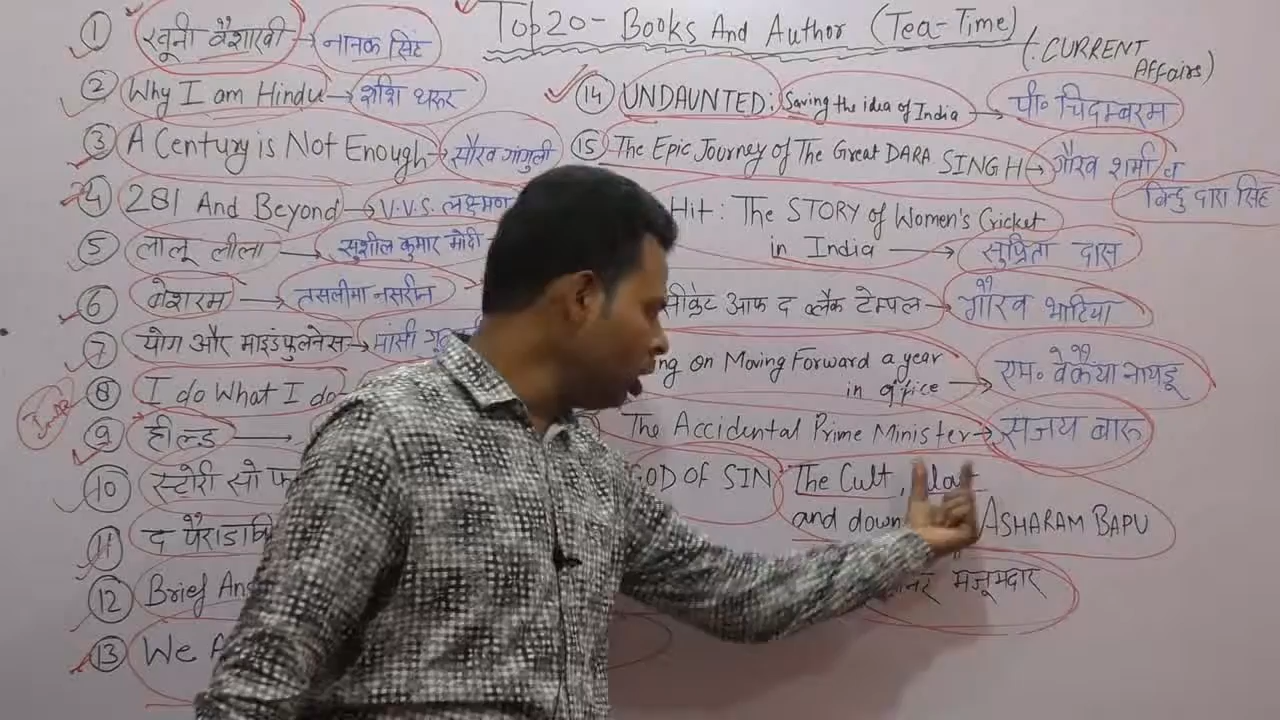 Top 20 - Books And Author (Tea-Time)
(. CURRENT
Affairs)
① खूनी वैशाखी → नानक सिंह
② Why I am Hindu → शशि थरुर
③ A Century is Not Enough → सौरव गांगुली
④ 281 And Beyond → V.V.S. लक्ष्मण
⑤ लालू लीला → सुशील कुमार मोदी
⑥ बेशरम → तसलीमा नसरीन
⑦ योग और माइंडफुलनेस → मांसी
⑧ I do What I do
⑨ हील्ड →
⑩ स्टोरी सो
⑪ द
⑫ Brief
⑬ We
⑭ UNDAUNTED: Saving the idea of India → पी० चिदम्बरम
⑮ The Epic Journey of The Great DARA SINGH → गौरव शर्मा व
बिन्दु दारा सिंह
Hit: The STORY of Women's Cricket
in India → सुप्रिता दास
आफ द ब्लैक टेम्पल → गौरव भाटिया
on Moving Forward a year
in office → एम० वेंकैया नायडू
The Accidental Prime Minister → संजय बारू
GOD OF SIN The Cult,
and ASHARAM BAPU
मजूमदार